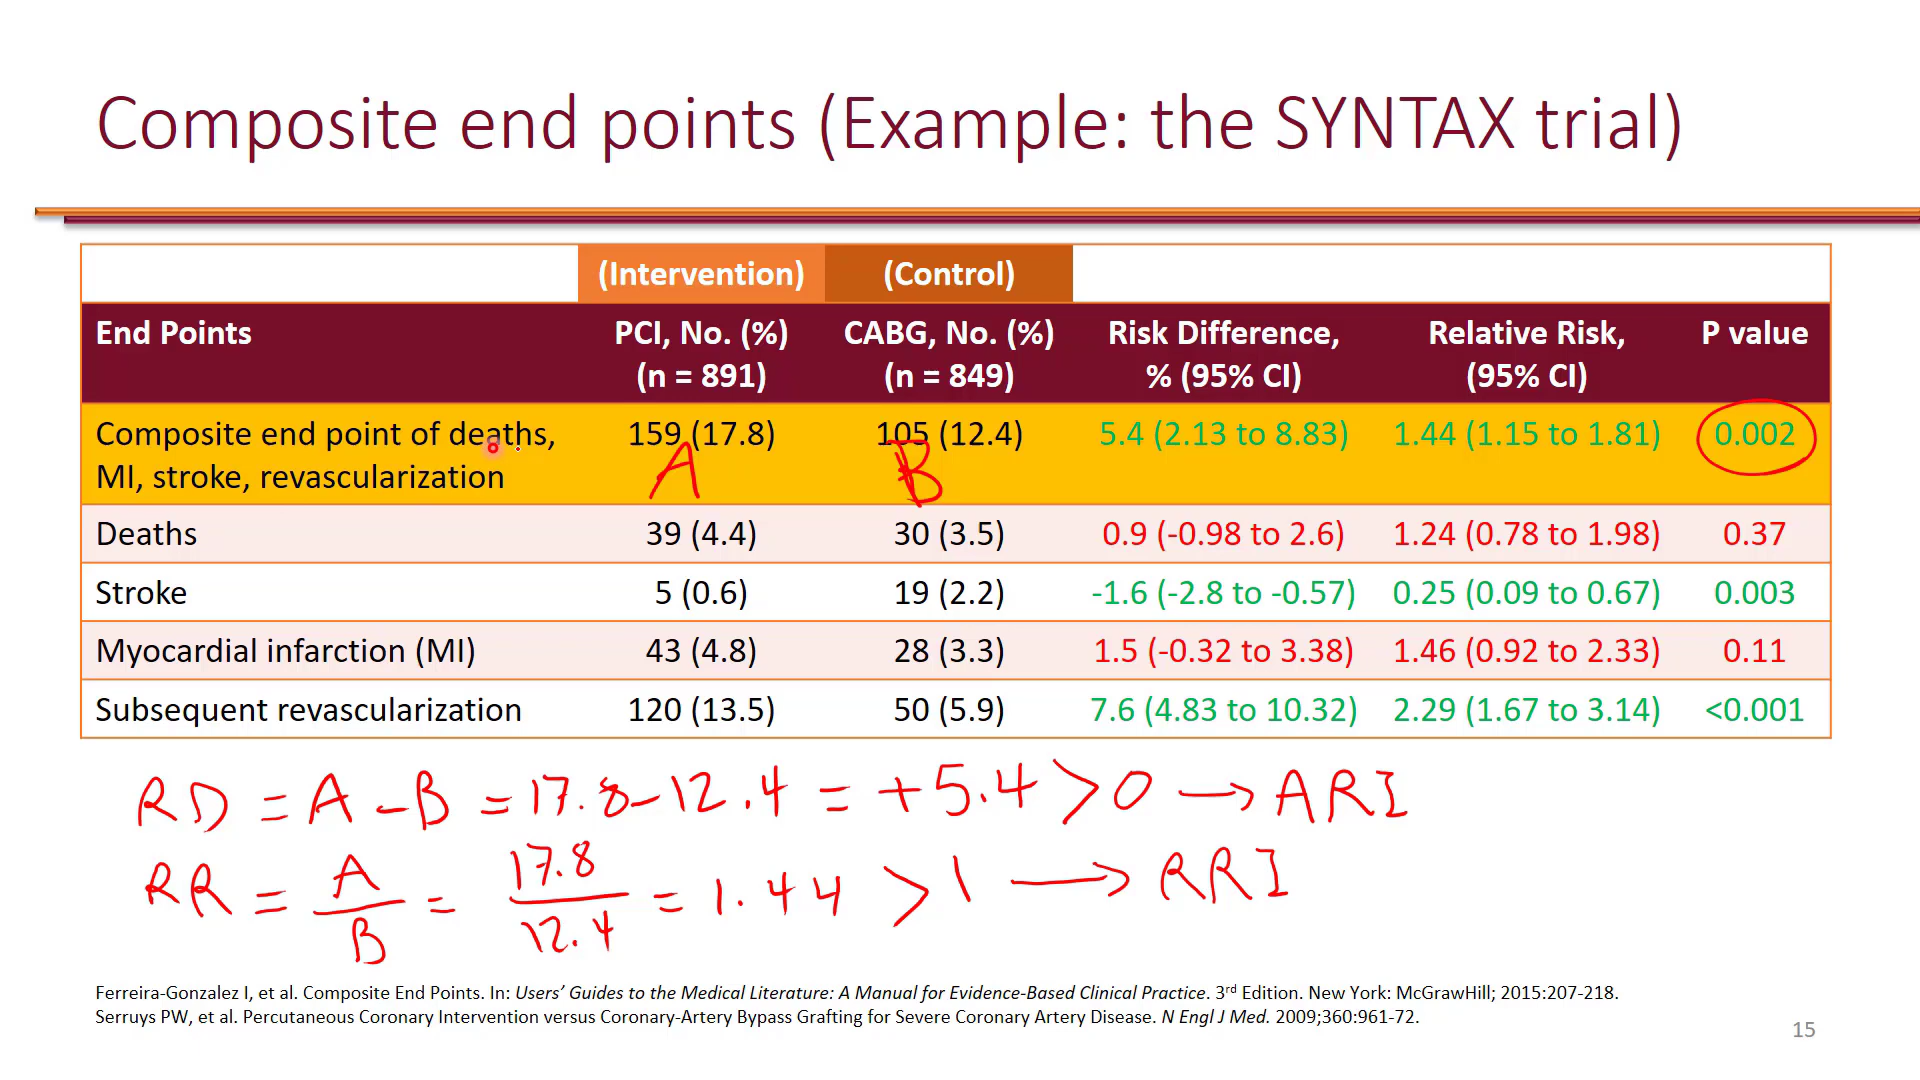 Composite end points (Example: the SYNTAX trial)
(Intervention) (Control)
End Points PCI, No. (%) (n = 891) CABG, No. (%) (n = 849) Risk Difference, % (95% CI) Relative Risk, (95% CI) P value
Composite end point of deaths, 159 (17.8) 105 (12.4) 5.4 (2.13 to 8.83) 1.44 (1.15 to 1.81) 0.002
MI, stroke, revascularization A B
Deaths 39 (4.4) 30 (3.5) 0.9 (-0.98 to 2.6) 1.24 (0.78 to 1.98) 0.37
Stroke 5 (0.6) 19 (2.2) -1.6 (-2.8 to -0.57) 0.25 (0.09 to 0.67) 0.003
Myocardial infarction (MI) 43 (4.8) 28 (3.3) 1.5 (-0.32 to 3.38) 1.46 (0.92 to 2.33) 0.11
Subsequent revascularization 120 (13.5) 50 (5.9) 7.6 (4.83 to 10.32) 2.29 (1.67 to 3.14) <0.001
RD = A - B = 17.8 - 12.4 = +5.4 > 0 → ARI
RR = A/B = 17.8/12.4 = 1.44 > 1 → RRI
Ferreira-Gonzalez I, et al. Composite End Points. In: Users' Guides to the Medical Literature: A Manual for Evidence-Based Clinical Practice. 3rd Edition. New York: McGrawHill; 2015:207-218.
Serruys PW, et al. Percutaneous Coronary Intervention versus Coronary-Artery Bypass Grafting for Severe Coronary Artery Disease. N Engl J Med. 2009;360:961-72.
15